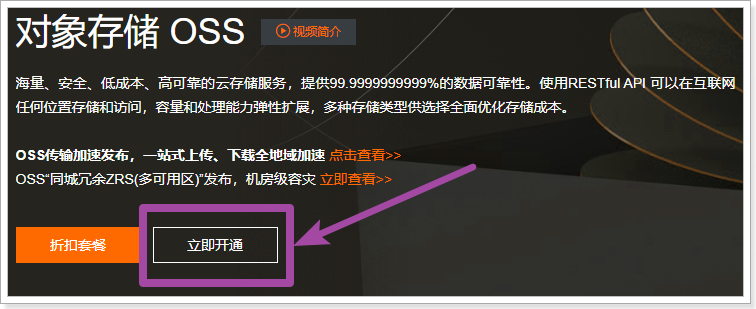 对象存储 OSS 视频简介
海量、安全、低成本、高可靠的云存储服务，提供99.9999999999%的数据可靠性。使用RESTful API 可以在互联网
任何位置存储和访问，容量和处理能力弹性扩展，多种存储类型供选择全面优化存储成本。
OSS传输加速发布，一站式上传、下载全地域加速 点击查看>>
OSS“同城冗余ZRS(多可用区)”发布，机房级容灾 立即查看>>
折扣套餐 立即开通